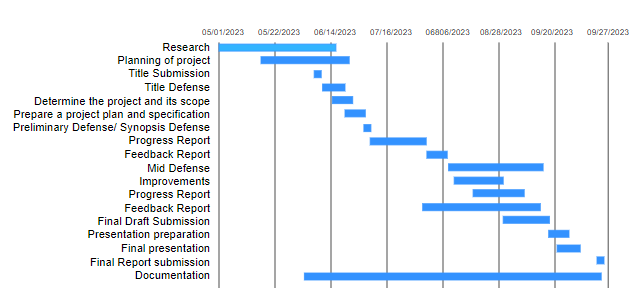 05/01/2023 05/22/2023 06/14/2023 07/16/2023 06806/2023 08/28/2023 09/20/2023 09/27/2023
Research
Planning of project
Title Submission
Title Defense
Determine the project and its scope
Prepare a project plan and specification
Preliminary Defense/ Synopsis Defense
Progress Report
Feedback Report
Mid Defense
Improvements
Progress Report
Feedback Report
Final Draft Submission
Presentation preparation
Final presentation
Final Report submission
Documentation